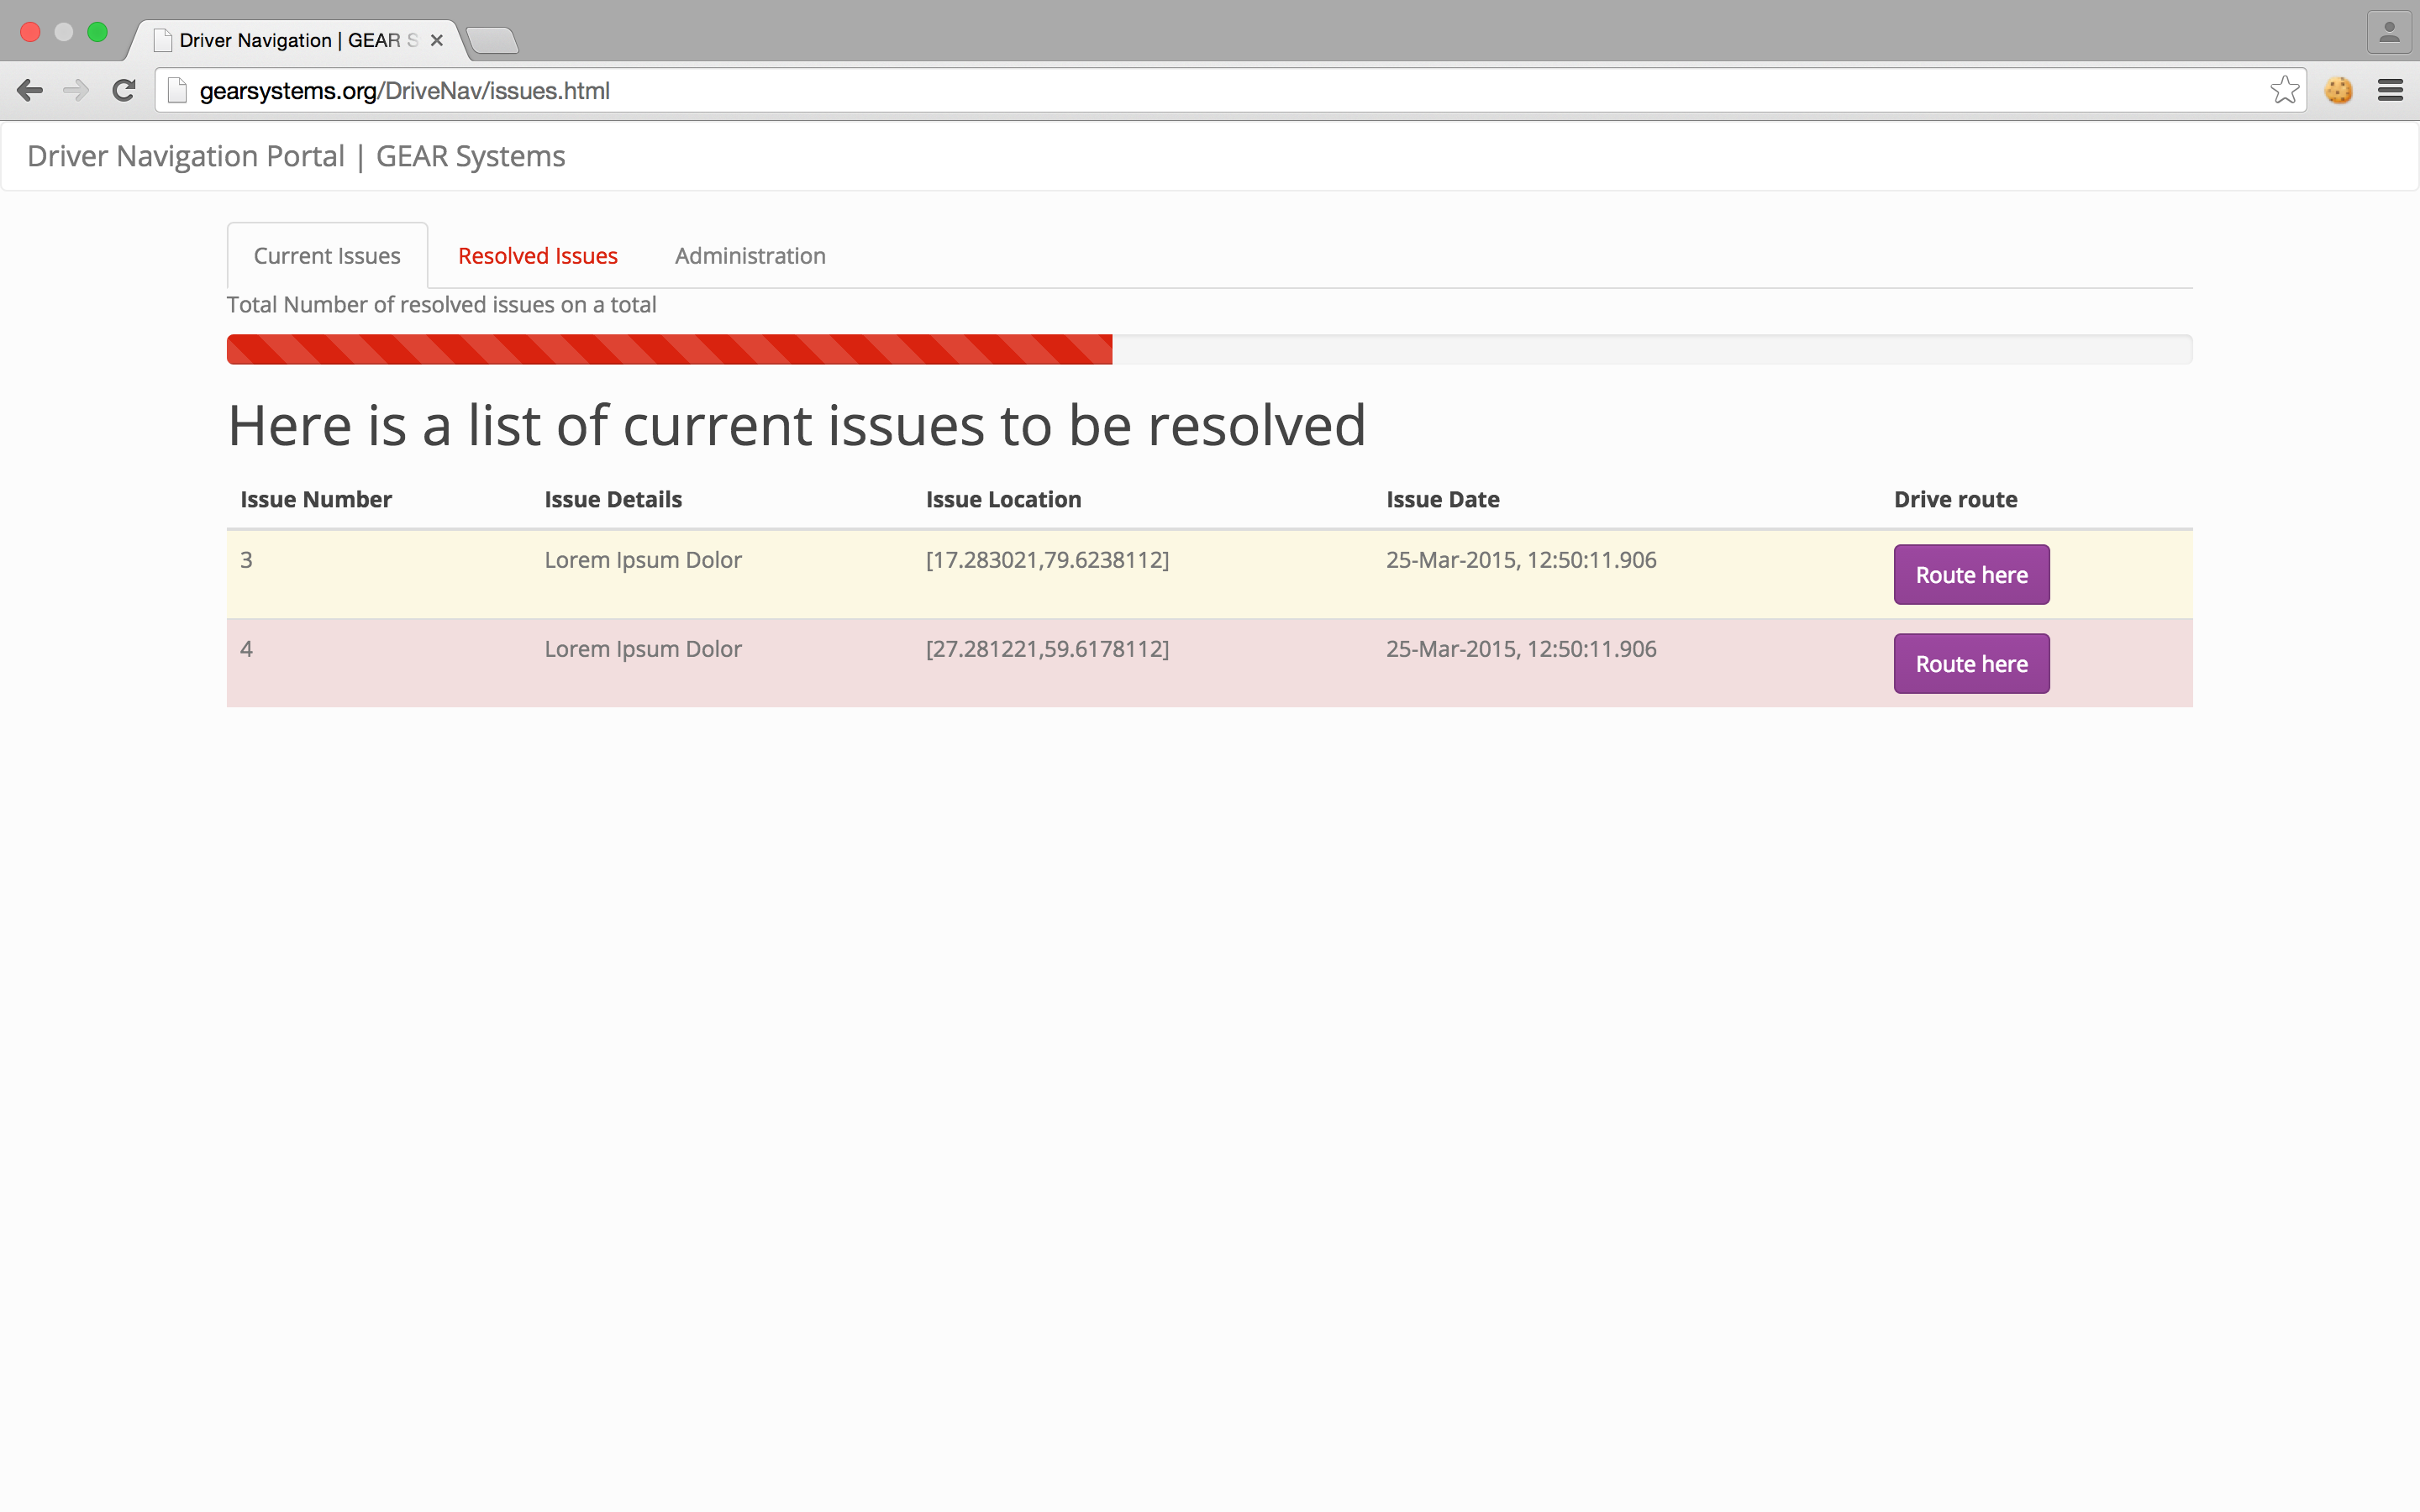 Driver Navigation | GEAR S
gearsystems.org/DriveNav/issues.html
Driver Navigation Portal | GEAR Systems
Current Issues Resolved Issues Administration
Total Number of resolved issues on a total
Here is a list of current issues to be resolved
Issue Number Issue Details Issue Location Issue Date Drive route
3 Lorem Ipsum Dolor [17.283021,79.6238112] 25-Mar-2015, 12:50:11.906 Route here
4 Lorem Ipsum Dolor [27.281221,59.6178112] 25-Mar-2015, 12:50:11.906 Route here